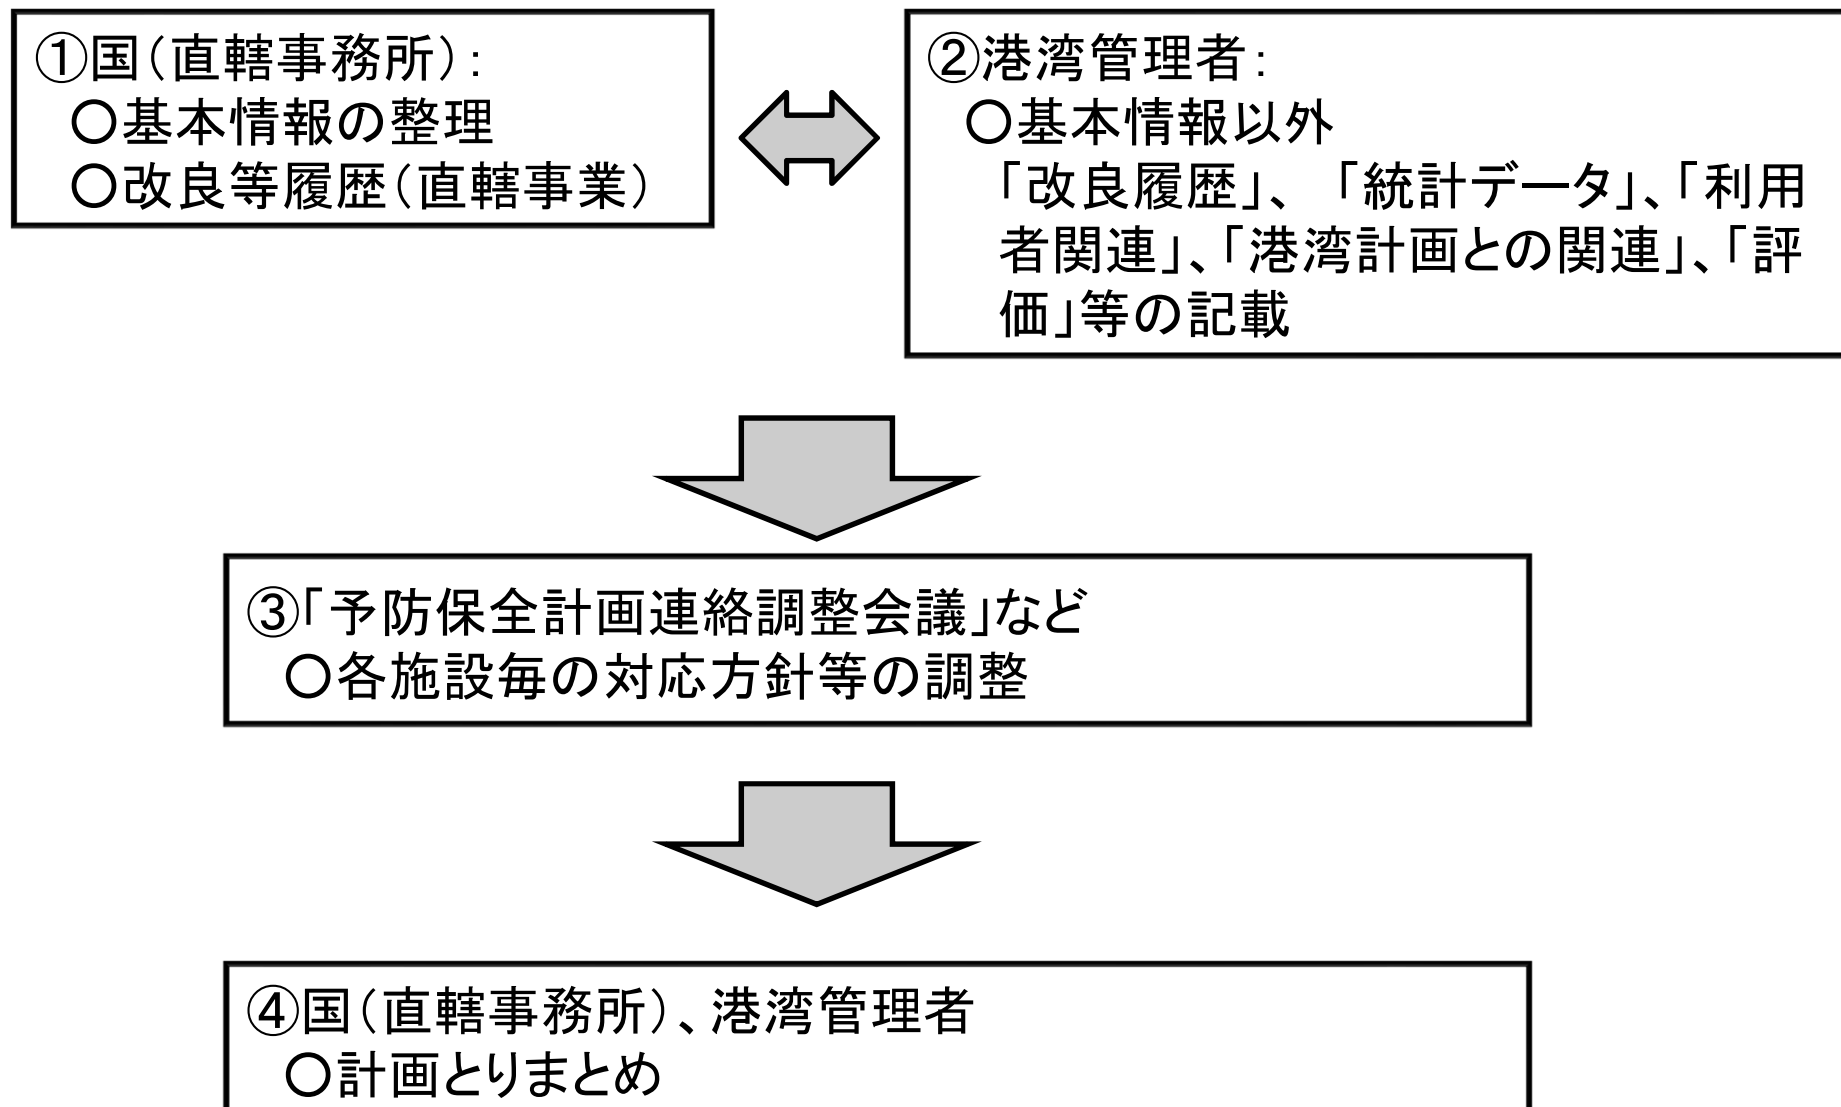 ①国(直轄事務所):
○基本情報の整理
○改良等履歴(直轄事業)
②港湾管理者:
○基本情報以外
「改良履歴」、「統計データ」、「利用
者関連」、「港湾計画との関連」、「評
価」等の記載
③「予防保全計画連絡調整会議」など
○各施設毎の対応方針等の調整
④国(直轄事務所)、港湾管理者
○計画とりまとめ